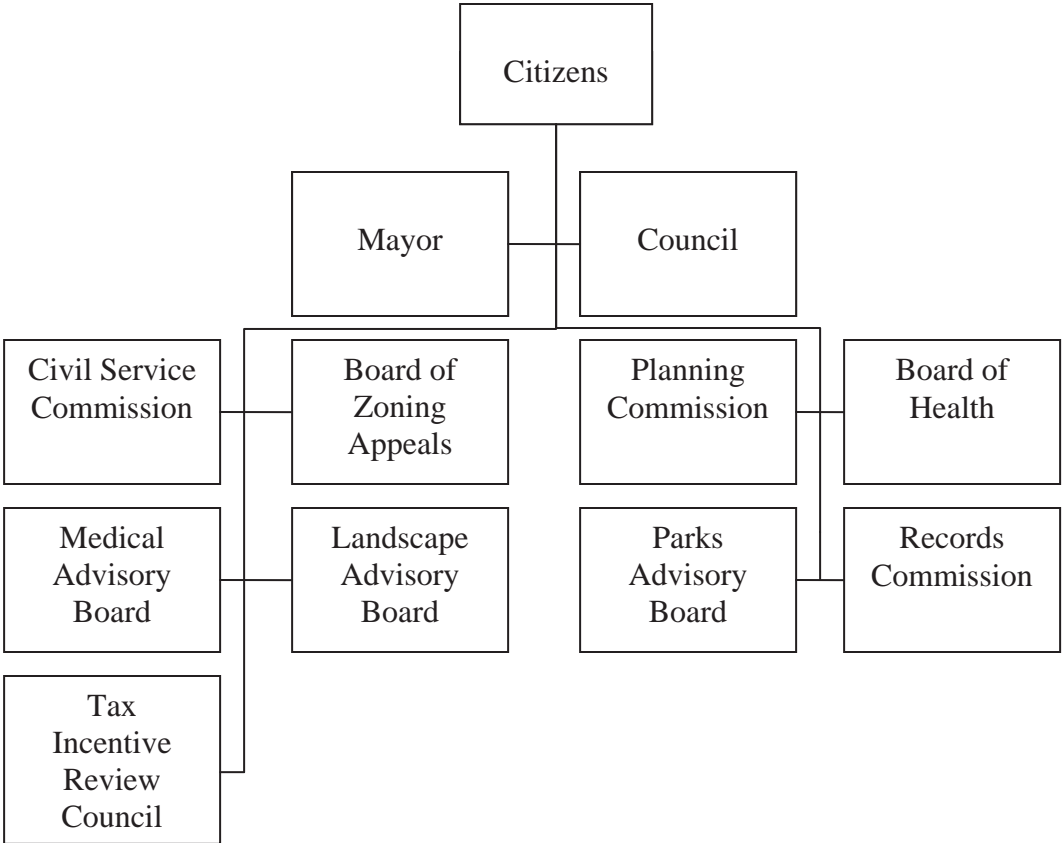 Citizens
Mayor
Council
Civil Service
Commission
Board of
Zoning
Appeals
Planning
Commission
Board of
Health
Medical
Advisory
Board
Landscape
Advisory
Board
Parks
Advisory
Board
Records
Commission
Tax
Incentive
Review
Council